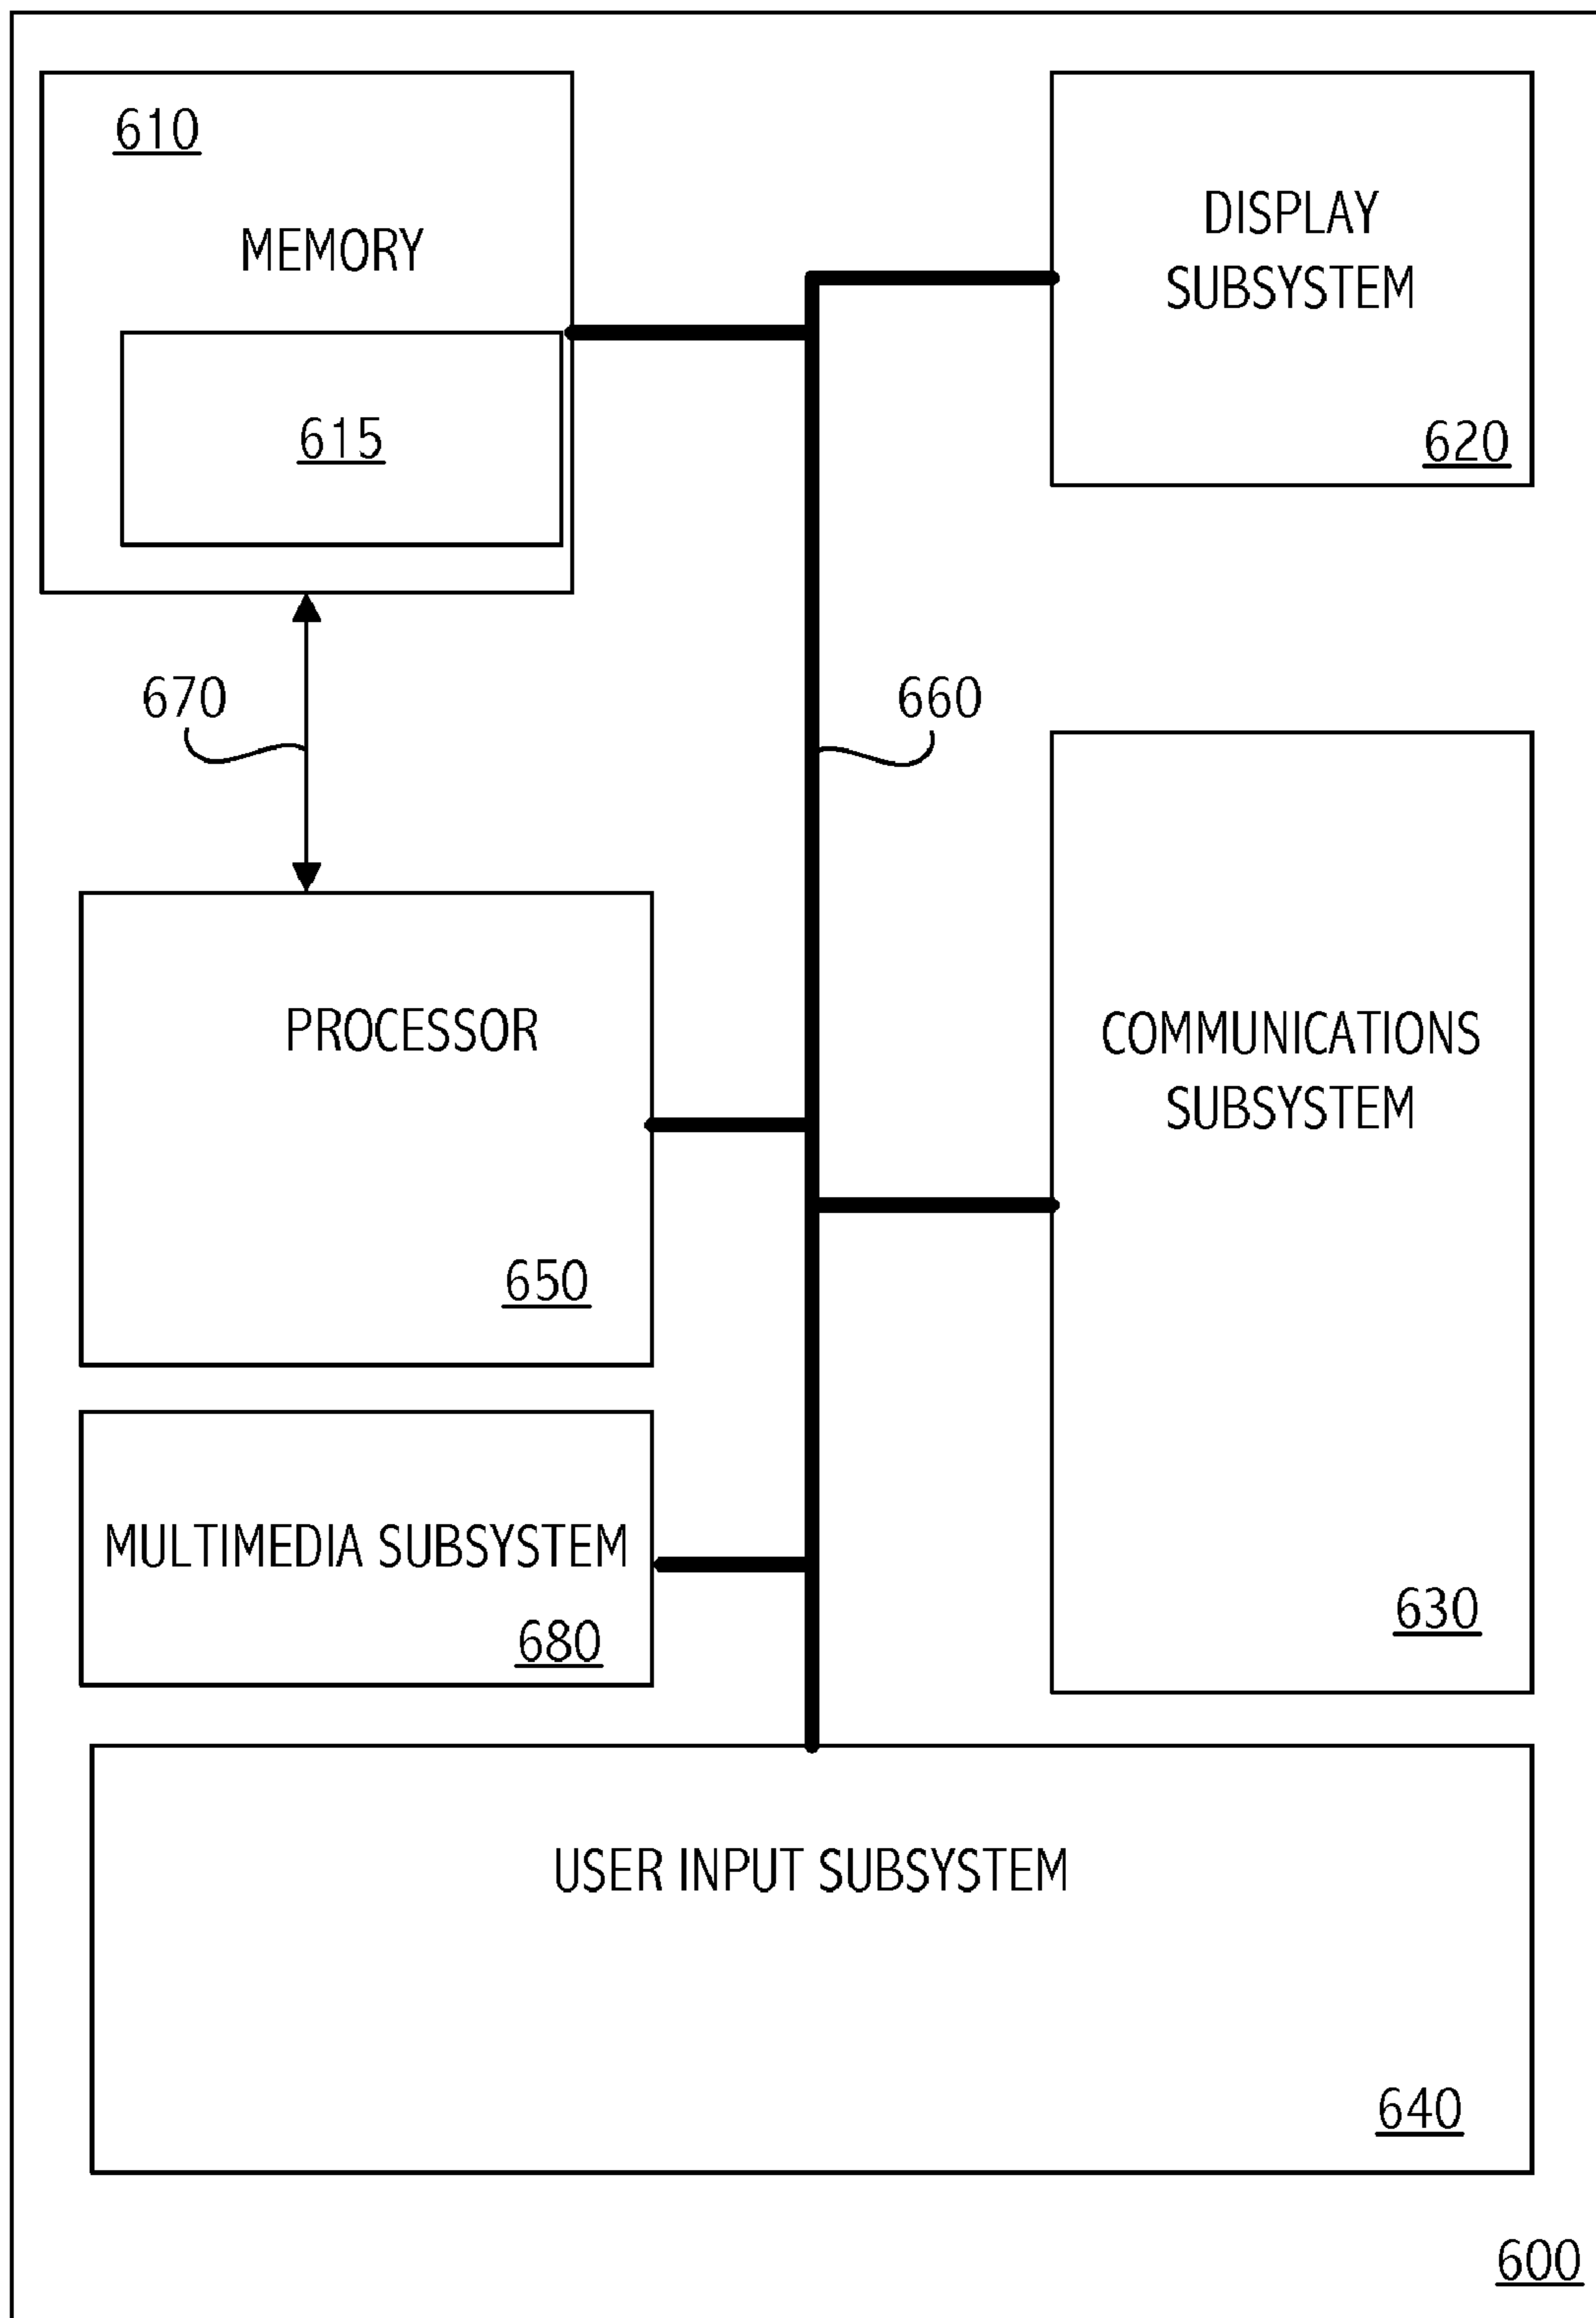 610
MEMORY
615
DISPLAY
SUBSYSTEM
620
670
660
PROCESSOR
650
COMMUNICATIONS
SUBSYSTEM
630
MULTIMEDIA SUBSYSTEM
680
USER INPUT SUBSYSTEM
640
600